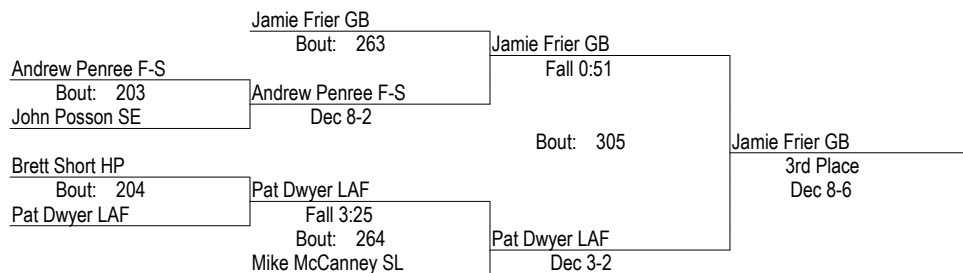 Jamie Frier GB
Bout: 263
Jamie Frier GB
Fall 0:51
Andrew Penree F-S
Bout: 203
Andrew Penree F-S
Dec 8-2
John Posson SE
Bout: 305
Jamie Frier GB
3rd Place
Dec 8-6
Brett Short HP
Bout: 204
Pat Dwyer LAF
Fall 3:25
Pat Dwyer LAF
Bout: 264
Pat Dwyer LAF
Dec 3-2
Mike McCanney SL